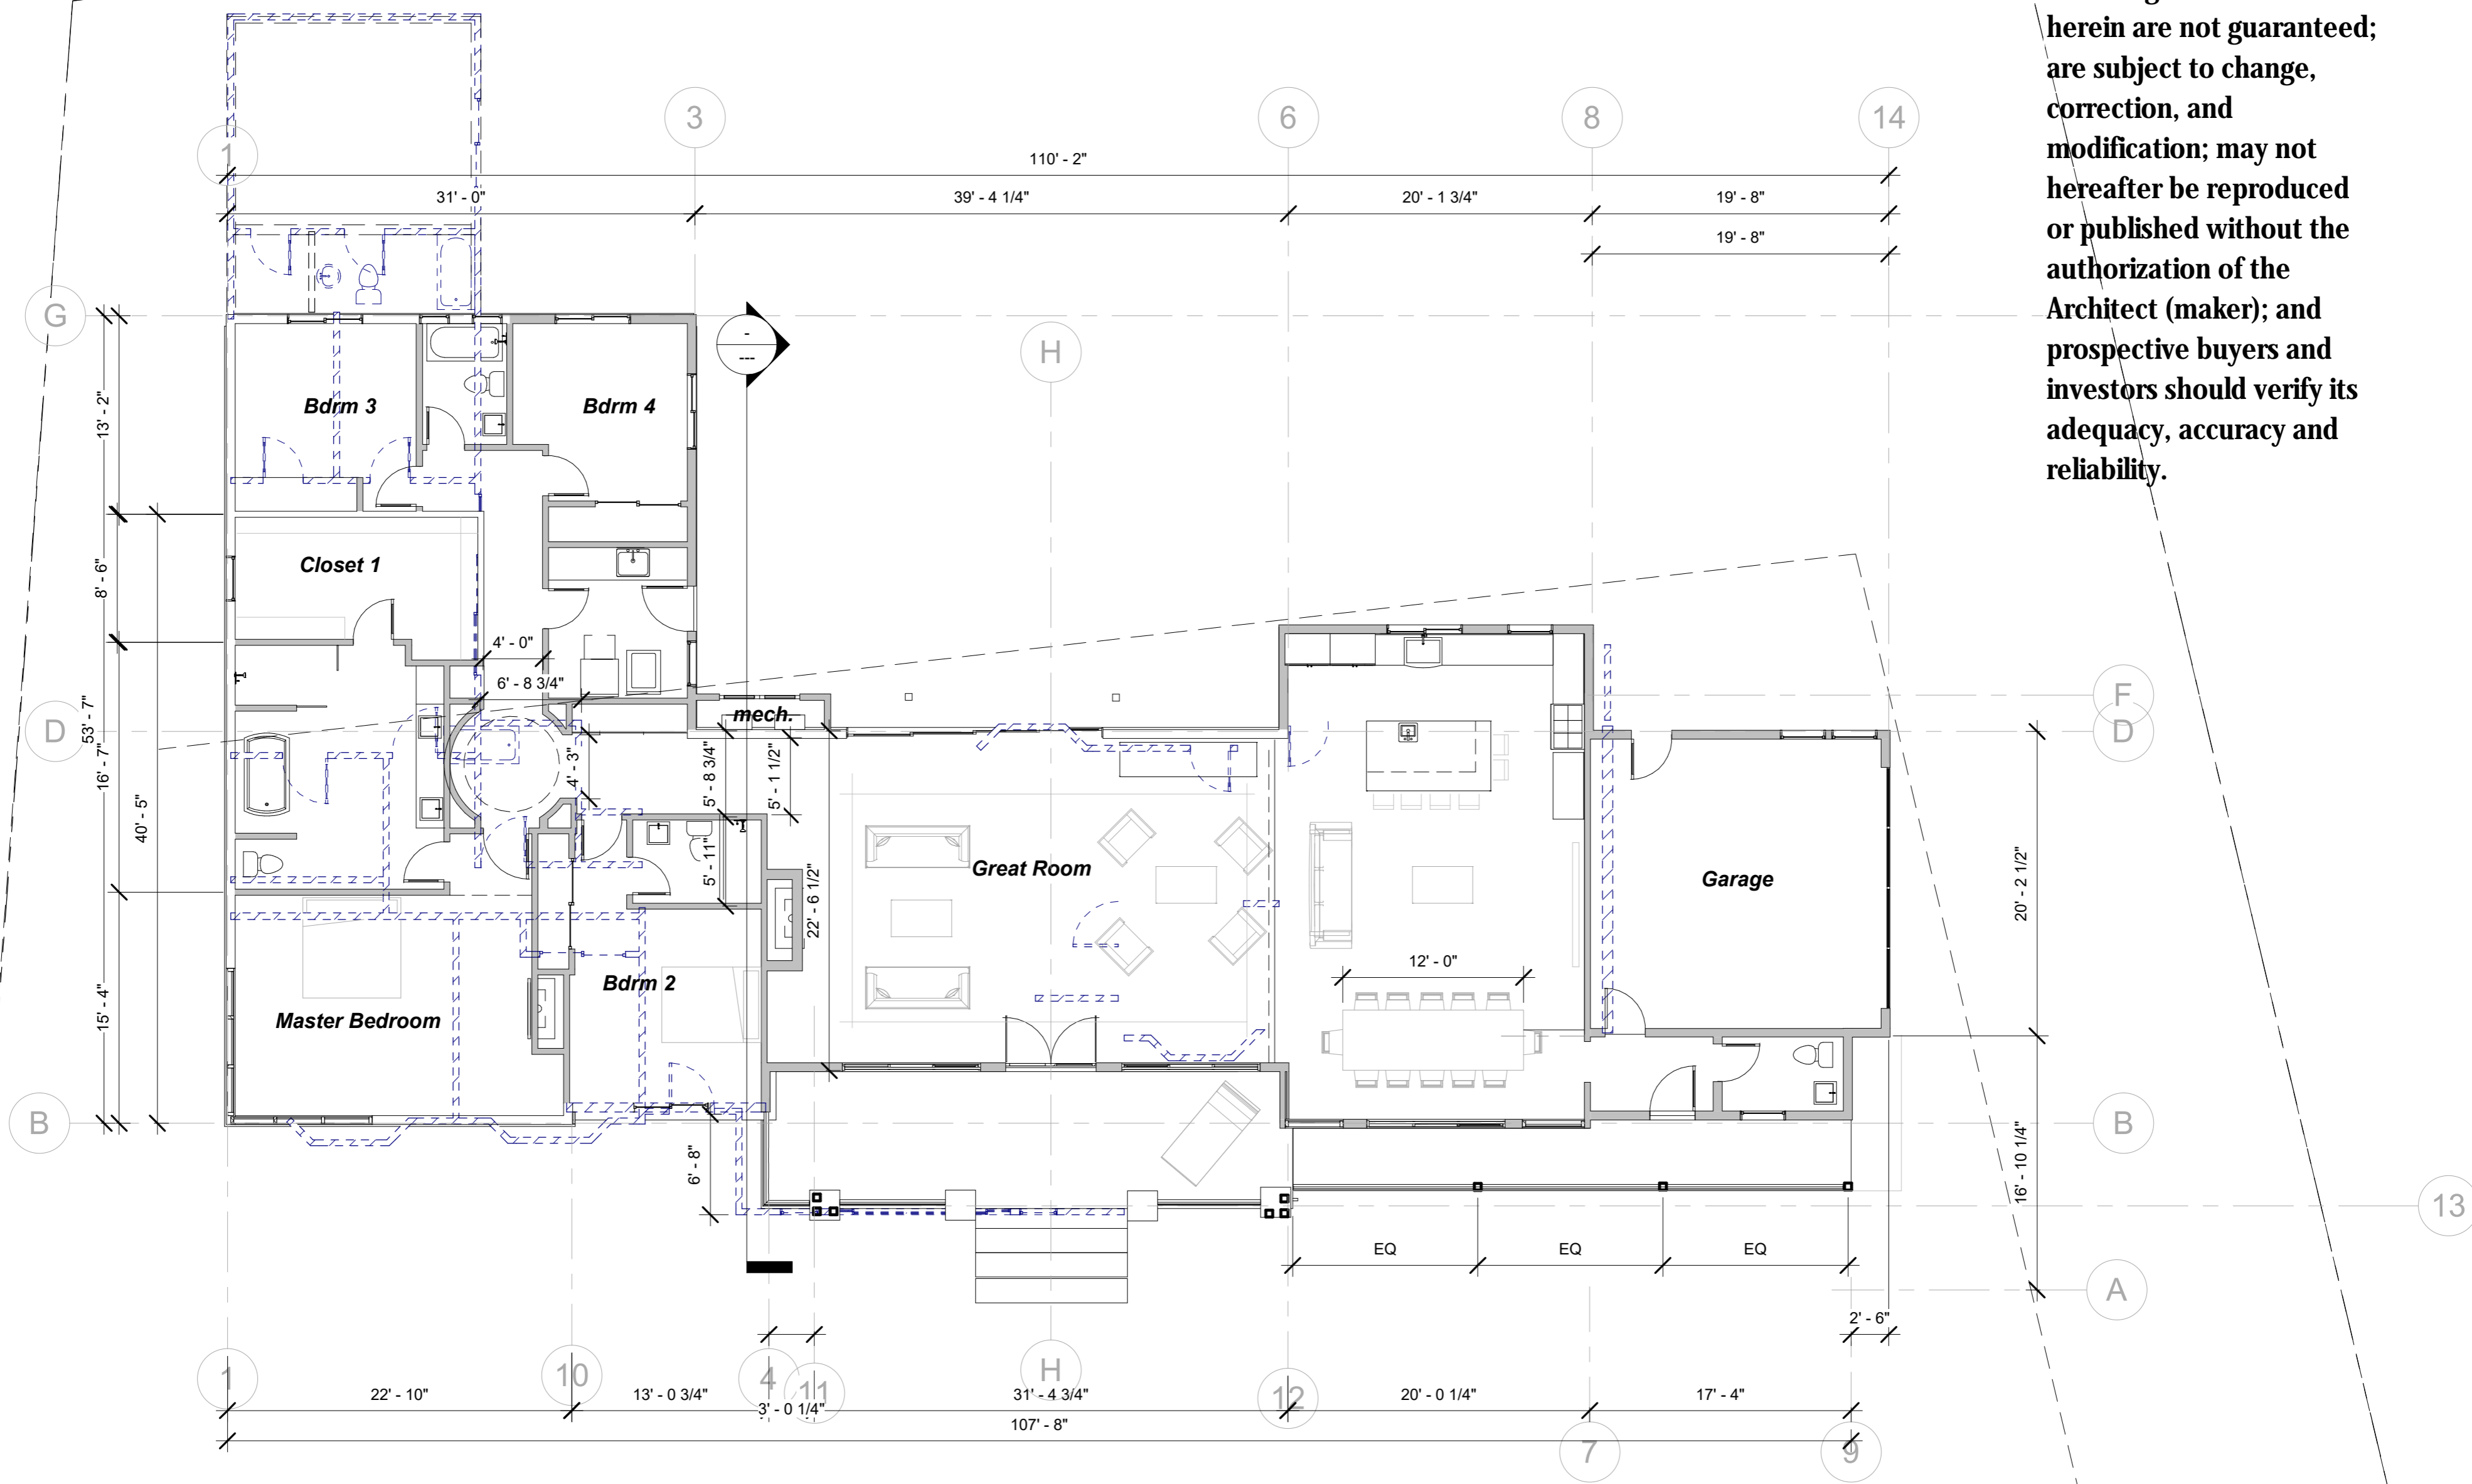 herein are not guaranteed;
are subject to change,
correction, and
modification; may not
hereafter be reproduced
or published without the
authorization of the
Architect (maker); and
prospective buyers and
investors should verify its
adequacy, accuracy and
reliability.
1
3
6
8
14
110' - 2"
31' - 0"
39' - 4 1/4"
20' - 1 3/4"
19' - 8"
19' - 8"
G
H
-
---
13' - 2"
Bdrm 3
Bdrm 4
8' - 6"
Closet 1
4' - 0"
6' - 8 3/4"
F
D
D
mech.
53' - 7"
16' - 7"
40' - 5"
4' - 3"
5' - 8 3/4"
5' - 1 1/2"
5' - 11"
22' - 6 1/2"
Great Room
Garage
20' - 2 1/2"
12' - 0"
Bdrm 2
Master Bedroom
15' - 4"
B
B
6' - 8"
16' - 10 1/4"
13
EQ
EQ
EQ
A
2' - 6"
1
10
4
11
H
12
22' - 10"
13' - 0 3/4"
3' - 0 1/4"
31' - 4 3/4"
20' - 0 1/4"
17' - 4"
107' - 8"
7
9